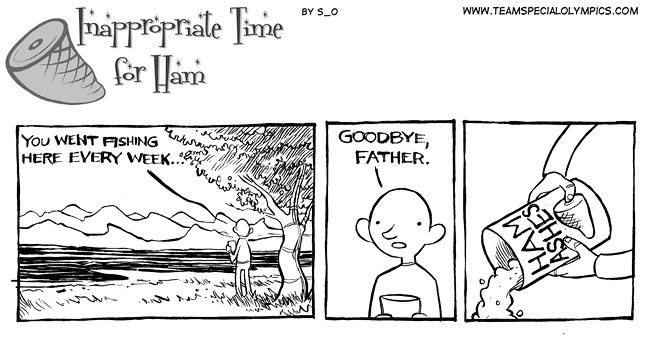 Inappropriate Time
for Ham
BY S_O
WWW.TEAMSPECIALOLYMPICS.COM
YOU WENT FISHING
HERE EVERY WEEK...
GOODBYE,
FATHER.
HAM
ASHES